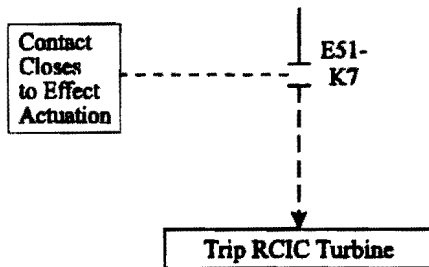 Contact
Closes
to Effect
Actuation
E51-
K7
Trip RCIC Turbine